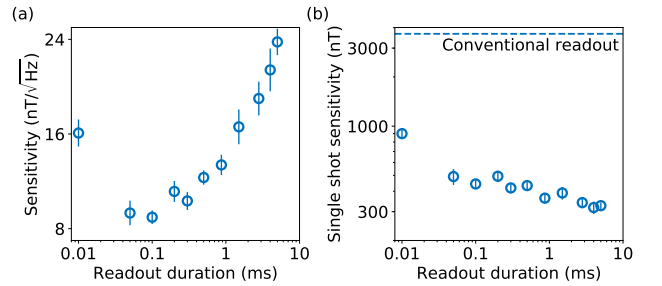 (a)
Sensitivity (nT/√Hz)
24
16
8
0.01
0.1
1
10
Readout duration (ms)
(b)
Single shot sensitivity (nT)
3000
1000
300
Conventional readout
0.01
0.1
1
10
Readout duration (ms)